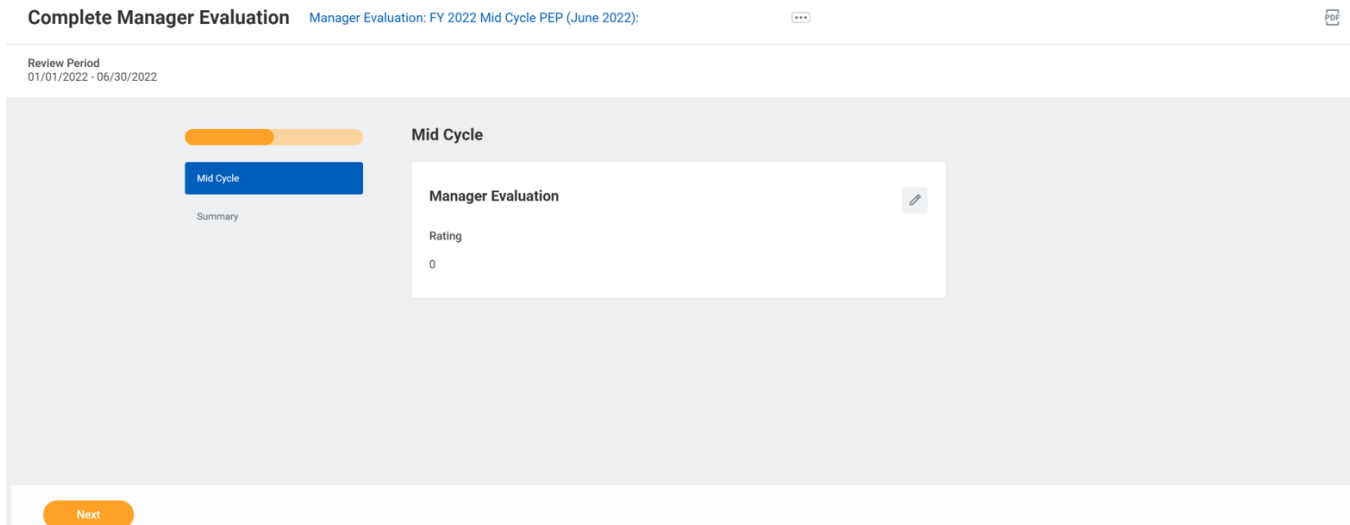 Complete Manager Evaluation Manager Evaluation: FY 2022 Mid Cycle PEP (June 2022):
PDF
Review Period
01/01/2022 - 06/30/2022
Mid Cycle
Summary
Mid Cycle
Manager Evaluation
Rating
0
Next